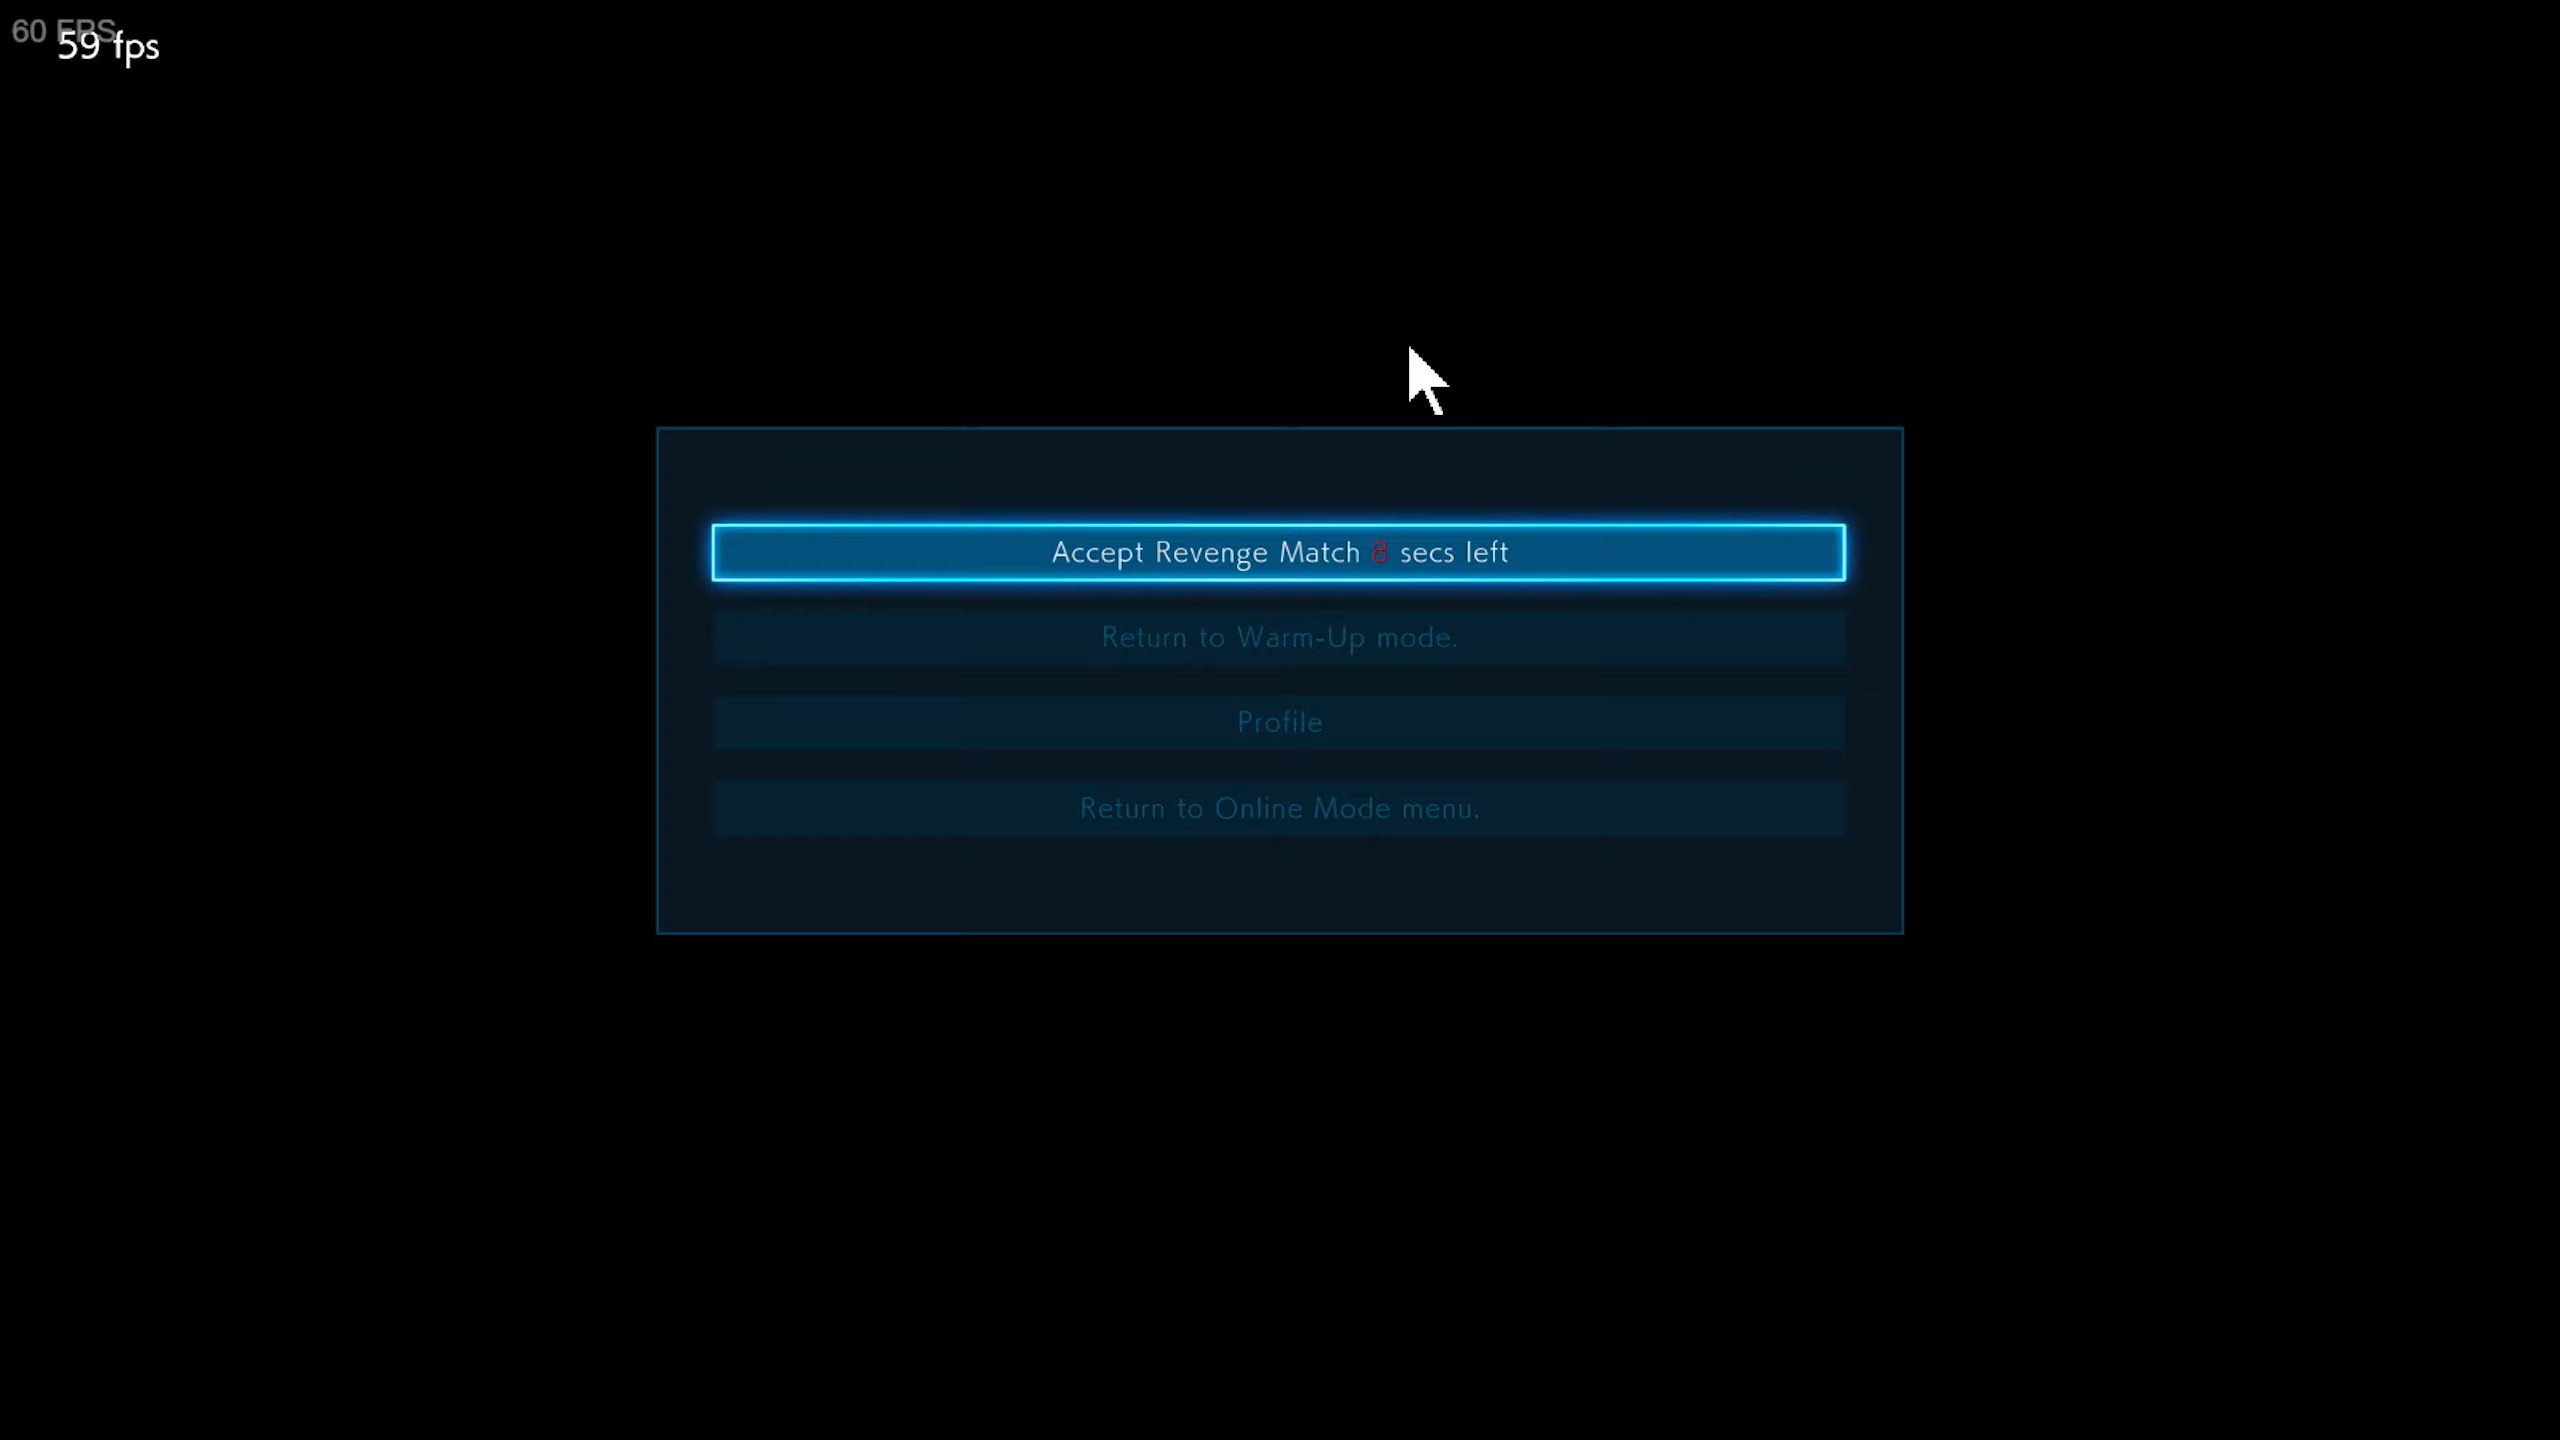 60 FPS
59 fps
Accept Revenge Match 8 secs left
Return to Warm-Up mode.
Profile
Return to Online Mode menu.